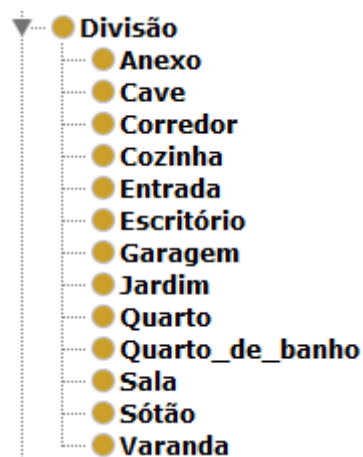 Divisão
Anexo
Cave
Corredor
Cozinha
Entrada
Escritório
Garagem
Jardim
Quarto
Quarto_de_banho
Sala
Sótão
Varanda